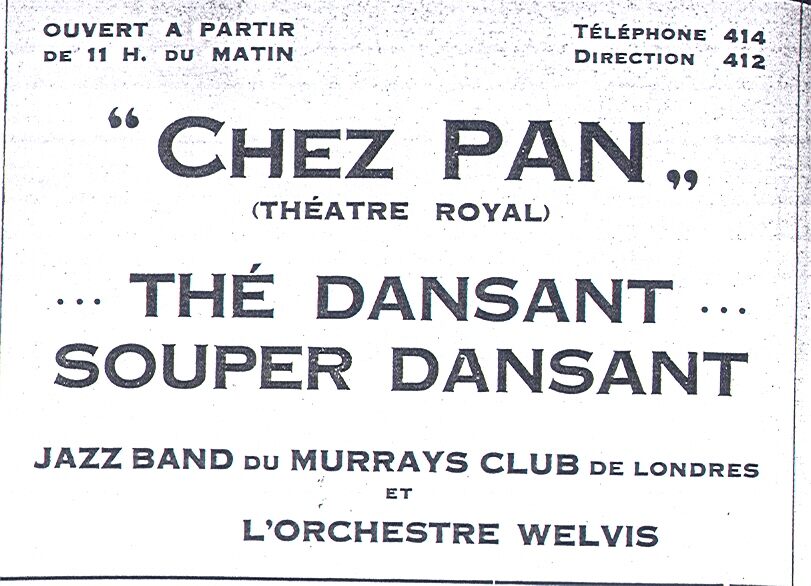 OUVERT A PARTIR
DE 11 H. DU MATIN
TÉLÉPHONE 414
DIRECTION 412
“ CHEZ PAN „
(THÉATRE ROYAL)
... THÉ DANSANT ...
SOUPER DANSANT
JAZZ BAND DU MURRAYS CLUB DE LONDRES
ET
L'ORCHESTRE WELVIS